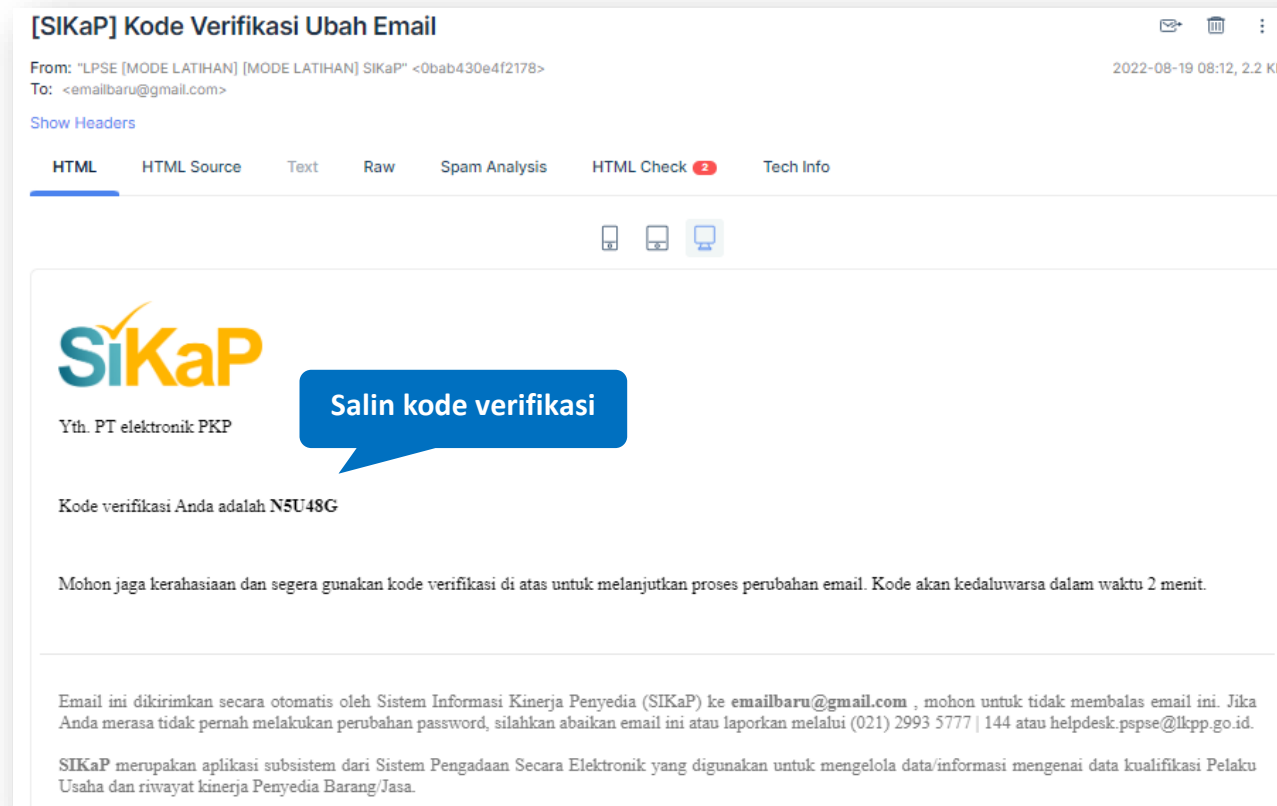 [SIKaP] Kode Verifikasi Ubah Email
From: "LPSE [MODE LATIHAN] [MODE LATIHAN] SIKaP" <0bab430e4f2178>
2022-08-19 08:12, 2.2 K
To: <emailbaru@gmail.com>
Show Headers
HTML HTML Source Text Raw Spam Analysis HTML Check 2 Tech Info
SiKaP
Salin kode verifikasi
Yth. PT elektronik PKP
Kode verifikasi Anda adalah N5U48G
Mohon jaga kerahasiaan dan segera gunakan kode verifikasi di atas untuk melanjutkan proses perubahan email. Kode akan kedaluwarsa dalam waktu 2 menit.
Email ini dikirimkan secara otomatis oleh Sistem Informasi Kinerja Penyedia (SIKaP) ke emailbaru@gmail.com , mohon untuk tidak membalas email ini. Jika
Anda merasa tidak pernah melakukan perubahan password, silahkan abaikan email ini atau laporkan melalui (021) 2993 5777 | 144 atau helpdesk.pspse@lkpp.go.id.
SIKaP merupakan aplikasi subsistem dari Sistem Pengadaan Secara Elektronik yang digunakan untuk mengelola data/informasi mengenai data kualifikasi Pelaku
Usaha dan riwayat kinerja Penyedia Barang/Jasa.